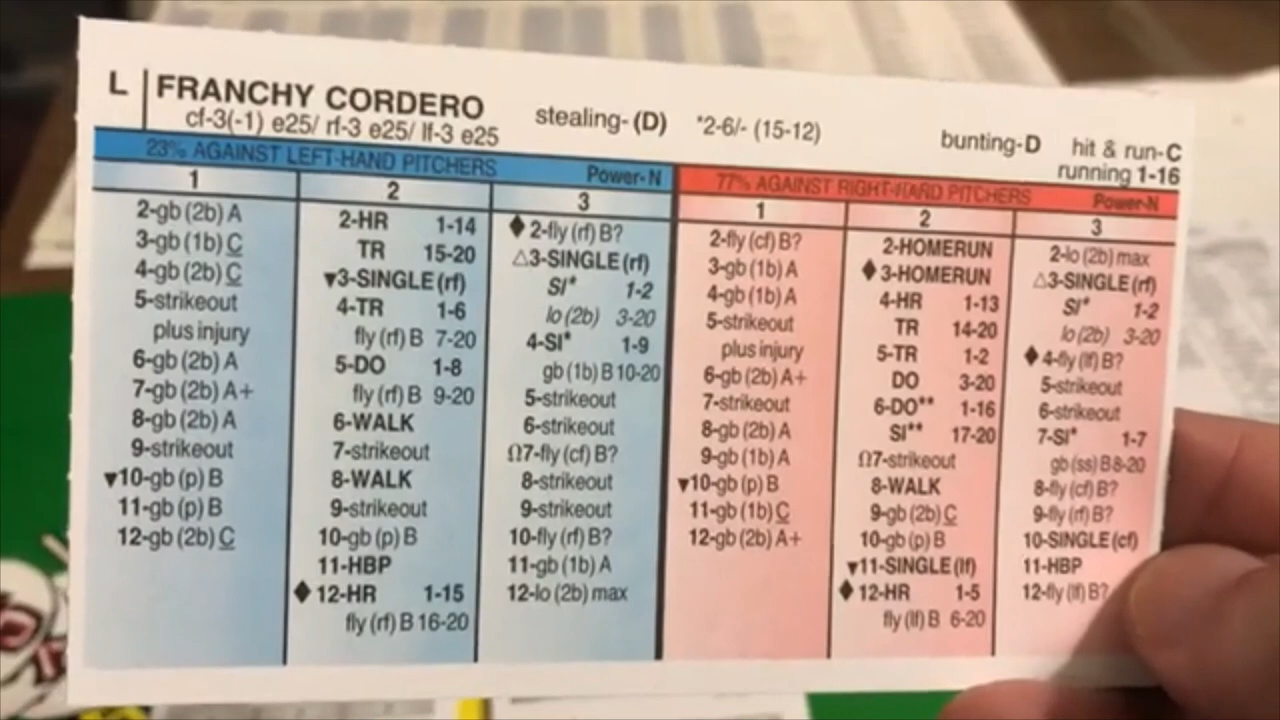 L FRANCHY CORDERO stealing-(D) *2-6/- (15-12) bunting-D hit & run-C
cf-3(-1) e25/ rf-3 e25/ lf-3 e25 running 1-16
23% AGAINST LEFT-HAND PITCHERS Power-N
1
2-gb (2b) A
3-gb (1b) C
4-gb (2b) C
5-strikeout
plus injury
6-gb (2b) A
7-gb (2b) A+
8-gb (2b) A
9-strikeout
▼10-gb (p) B
11-gb (p) B
12-gb (2b) C
2
2-HR 1-14
TR 15-20
▼3-SINGLE (rf)
4-TR 1-6
fly (rf) B 7-20
5-DO 1-8
fly (rf) B 9-20
6-WALK
7-strikeout
8-WALK
9-strikeout
10-gb (p) B
11-HBP
♦12-HR 1-15
fly (rf) B 16-20
3
♦2-fly (rf) B?
△3-SINGLE (rf)
SI* 1-2
lo (2b) 3-20
4-SI* 1-9
gb (1b) B 10-20
5-strikeout
6-strikeout
Ω7-fly (cf) B?
8-strikeout
9-strikeout
10-fly (rf) B?
11-gb (1b) A
12-lo (2b) max
77% AGAINST RIGHT-HAND PITCHERS Power-N
1
2-fly (cf) B?
3-gb (1b) A
4-gb (1b) A
5-strikeout
plus injury
6-gb (2b) A+
7-strikeout
8-gb (2b) A
9-gb (1b) A
▼10-gb (p) B
11-gb (1b) C
12-gb (2b) A+
2
2-HOMERUN
♦3-HOMERUN
4-HR 1-13
TR 14-20
5-TR 1-2
DO 3-20
6-DO** 1-16
SI** 17-20
Ω7-strikeout
8-WALK
9-gb (2b) C
10-gb (p) B
▼11-SINGLE (lf)
♦12-HR 1-5
fly (lf) B 6-20
3
2-lo (2b) max
△3-SINGLE (rf)
SI* 1-2
lo (2b) 3-20
♦4-fly (lf) B?
5-strikeout
6-strikeout
7-SI* 1-7
gb (ss) B 8-20
8-fly (cf) B?
9-fly (rf) B?
10-SINGLE (cf)
11-HBP
12-fly (lf) B?